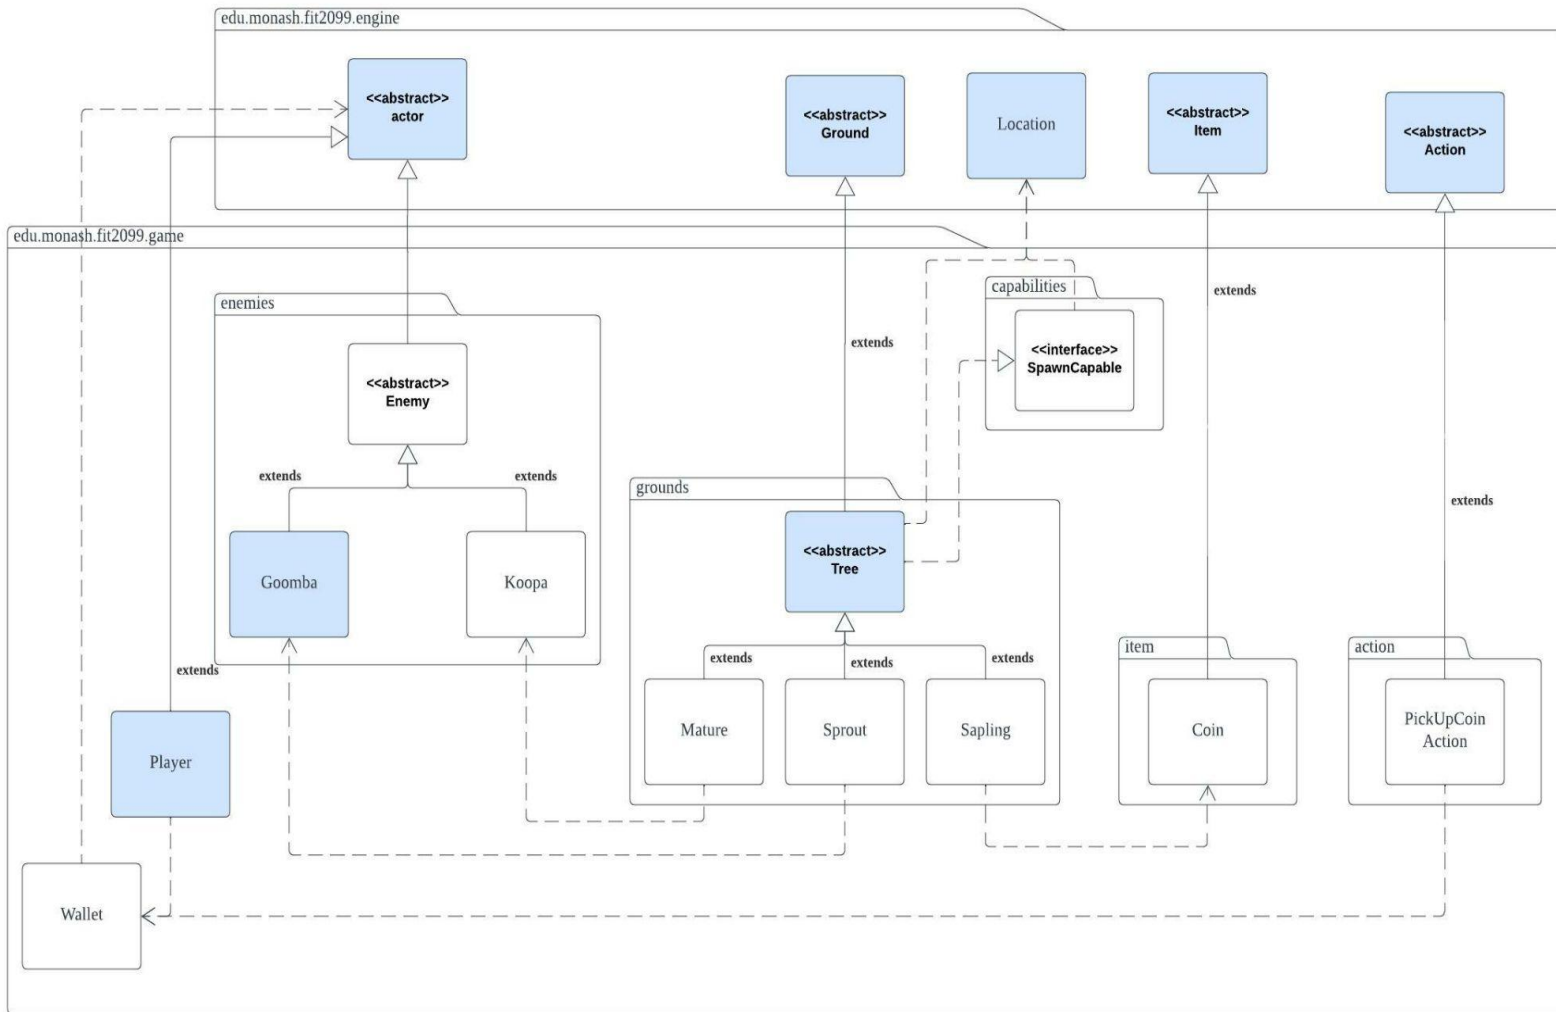 edu.monash.fit2099.engine
<<abstract>>
actor
<<abstract>>
Ground
Location
<<abstract>>
Item
<<abstract>>
Action
edu.monash.fit2099.game
enemies
capabilities
extends
<<interface>>
SpawnCapable
extends
<<abstract>>
Enemy
extends
extends
grounds
extends
<<abstract>>
Tree
Goomba
Koopa
extends
item
action
extends
extends
extends
Mature
Sprout
Sapling
Coin
PickUpCoin
Action
Player
Wallet